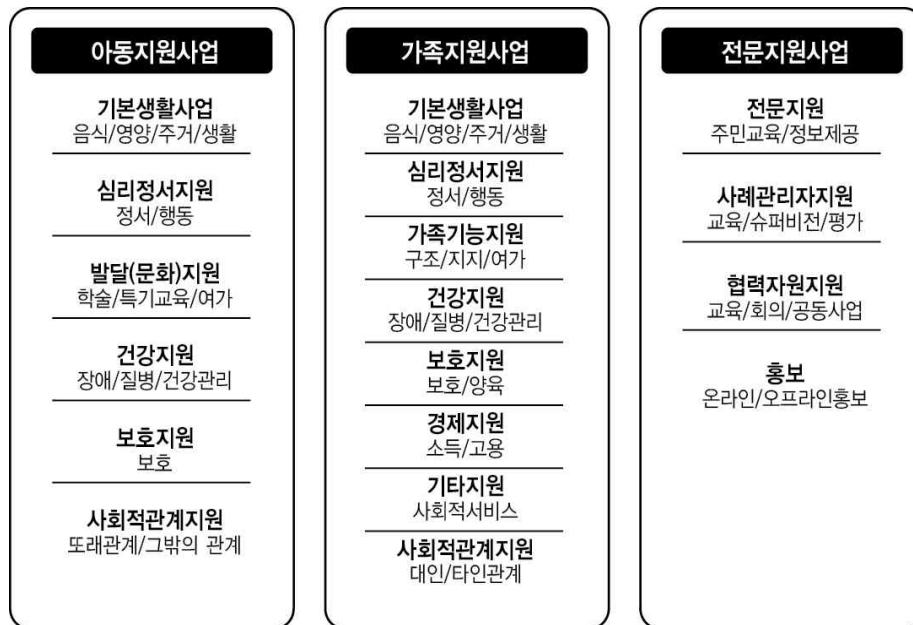 아동지원사업
기본생활사업
음식/영양/주거/생활
심리정서지원
정서/행동
발달(문화)지원
학술/특기교육/여가
건강지원
장애/질병/건강관리
보호지원
보호
사회적관계지원
또래관계/그밖의 관계
가족지원사업
기본생활사업
음식/영양/주거/생활
심리정서지원
정서/행동
가족기능지원
구조/지지/여가
건강지원
장애/질병/건강관리
보호지원
보호/양육
경제지원
소득/고용
기타지원
사회적서비스
사회적관계지원
대인/타인관계
전문지원사업
전문지원
주민교육/정보제공
사례관리자지원
교육/슈퍼비전/평가
협력자원지원
교육/회의/공동사업
홍보
온라인/오프라인홍보